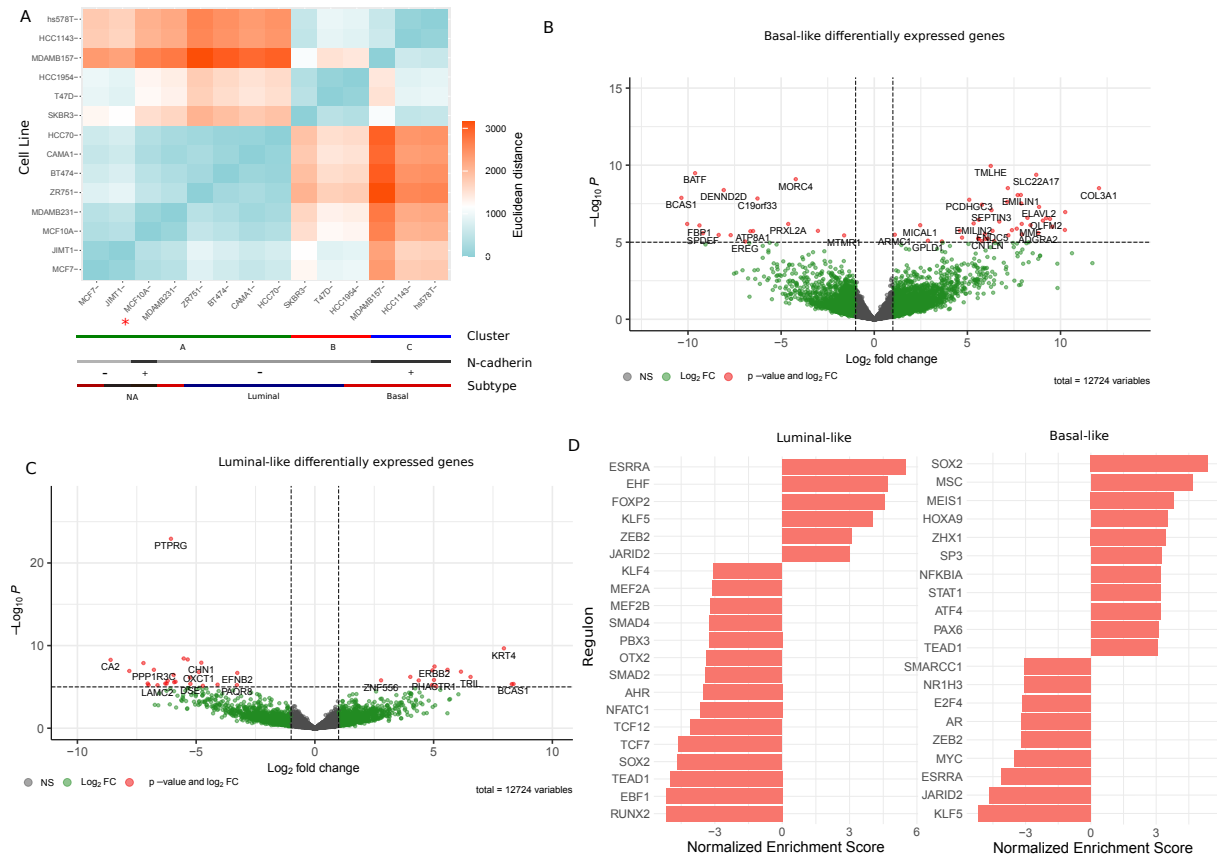 A
hs578T
HCC1143
MDAMB157
HCC1954
T47D
SKBR3
HCC70
CAMA1
BT474
ZR751
MDAMB231
MCF10A
JIMT1
MCF7
Cell Line
MCF7
JIMT1
MCF10A
MDAMB231
ZR751
BT474
CAMA1
HCC70
SKBR3
T47D
HCC1954
MDAMB157
HCC1143
hs578T
*
3000
2000
1000
0
Euclidean distance
Cluster
A B C
N-cadherin
– + – +
Subtype
NA Luminal Basal
B
Basal-like differentially expressed genes
15
10
5
0
−Log10 P
BATF
BCAS1
DENND2D
C19orf33
MORC4
FBP1
SPDEF
ATP8A1
EREG
PRXL2A
MTMR1
ARMC1
MICAL1
GPLD1
TMLHE
SLC22A17
COL3A1
PCDHGC3
EMILIN1
SEPTIN3
ELAVL2
EMILIN2
OLFM2
FNDC5
MME
ADGRA2
CNTLN
−10 −5 0 5 10
Log2 fold change
NS Log2 FC p −value and log2 FC
total = 12724 variables
C
Luminal-like differentially expressed genes
20
10
0
−Log10 P
PTPRG
CA2
PPP1R3C
CHN1
OXCT1
LAMC2
DSE
EFNB2
PAQR8
ZNF556
ERBB2
PHACTR1
TRIL
KRT4
BCAS1
−10 −5 0 5 10
Log2 fold change
NS Log2 FC p −value and log2 FC
total = 12724 variables
D
Luminal-like
Regulon
ESRRA
EHF
FOXP2
KLF5
ZEB2
JARID2
KLF4
MEF2A
MEF2B
SMAD4
PBX3
OTX2
SMAD2
AHR
NFATC1
TCF12
TCF7
SOX2
TEAD1
EBF1
RUNX2
−3 0 3 6
Normalized Enrichment Score
Basal-like
SOX2
MSC
MEIS1
HOXA9
ZHX1
SP3
NFKBIA
STAT1
ATF4
PAX6
TEAD1
SMARCC1
NR1H3
E2F4
AR
ZEB2
MYC
ESRRA
JARID2
KLF5
−3 0 3
Normalized Enrichment Score